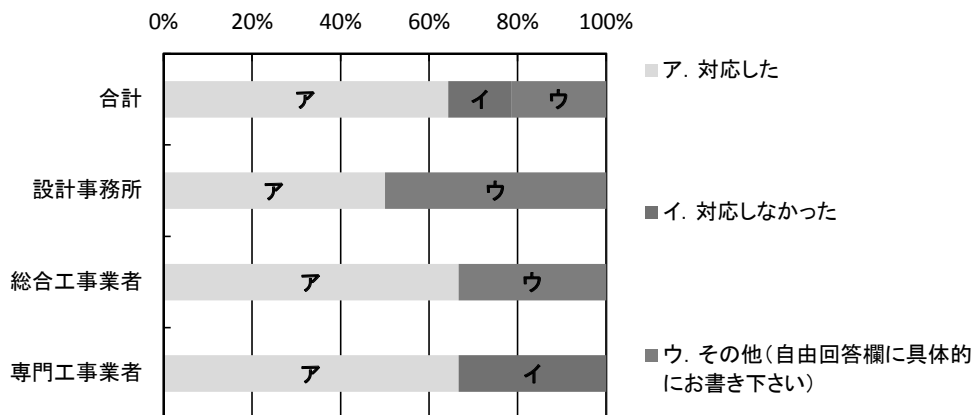 0% 20% 40% 60% 80% 100%
合計
ア イ ウ
設計事務所
ア ウ
総合工事業者
ア ウ
専門工事業者
ア イ
ア．対応した
イ．対応しなかった
ウ．その他（自由回答欄に具体的
にお書き下さい）